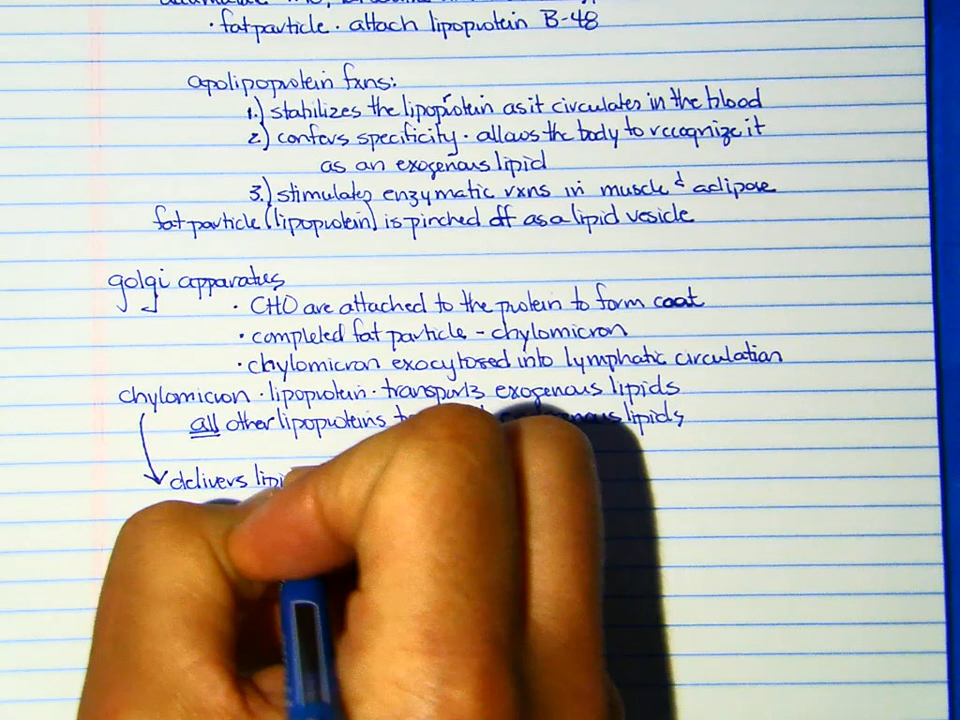 • fat particle • attach lipoprotein B-48
apolipoprotein fxns:
1.) stabilizes the lipoprotein as it circulates in the blood
2.) confers specificity • allows the body to recognize it
as an exogenous lipid
3.) stimulates enzymatic rxns in muscle & adipose
fat particle (lipoprotein) is pinched off as a lipid vesicle
golgi apparatus
• CHO are attached to the protein to form coat
• completed fat particle - chylomicron
• chylomicron exocytosed into lymphatic circulation
chylomicron • lipoprotein • transports exogenous lipids
all other lipoproteins lipids
delivers